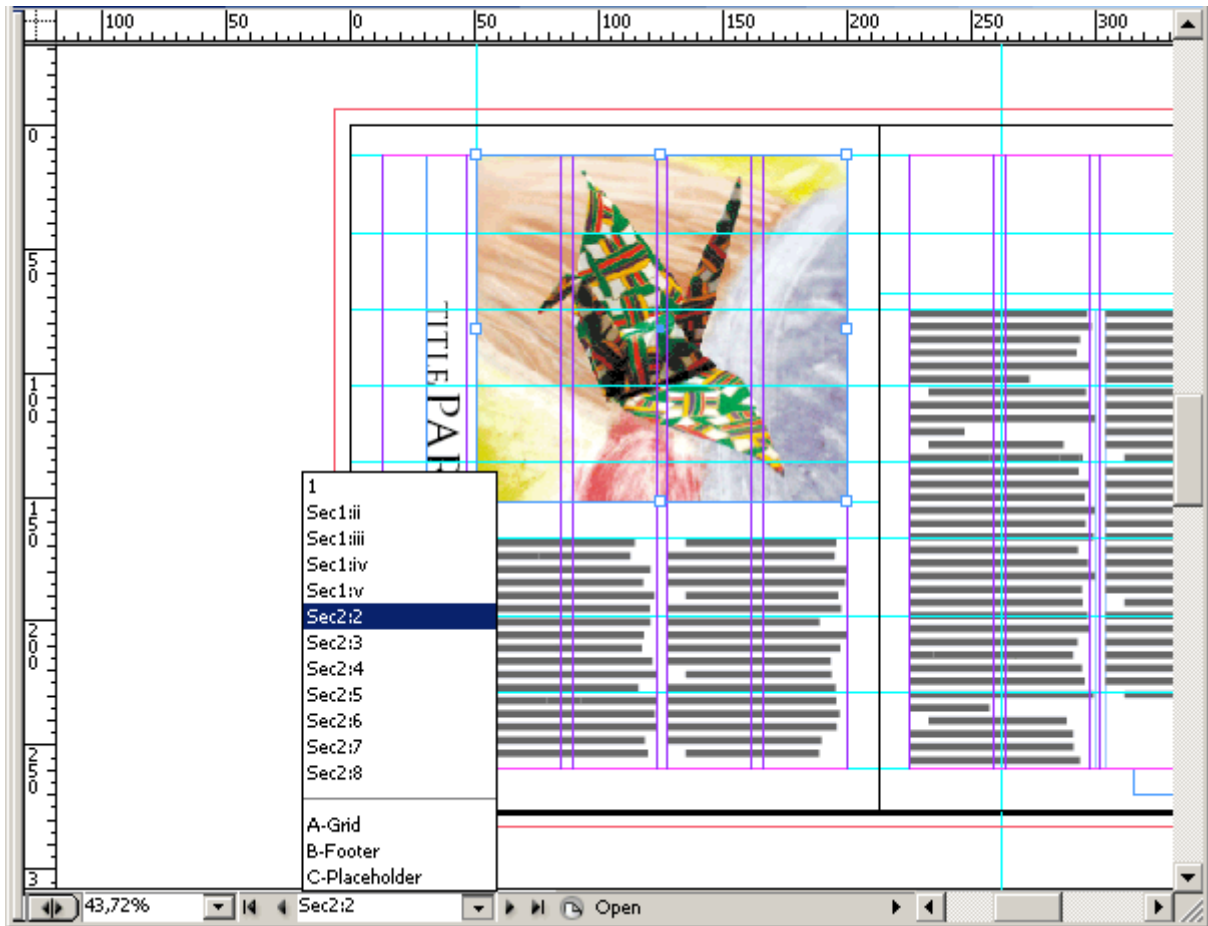 100 50 0 50 100 150 200 250 300
0
50
100
150
200
250
3
TITLE PAR
1
Sec1:ii
Sec1:iii
Sec1:iv
Sec1:v
Sec2:2
Sec2:3
Sec2:4
Sec2:5
Sec2:6
Sec2:7
Sec2:8
A-Grid
B-Footer
C-Placeholder
43,72% Sec2:2 Open